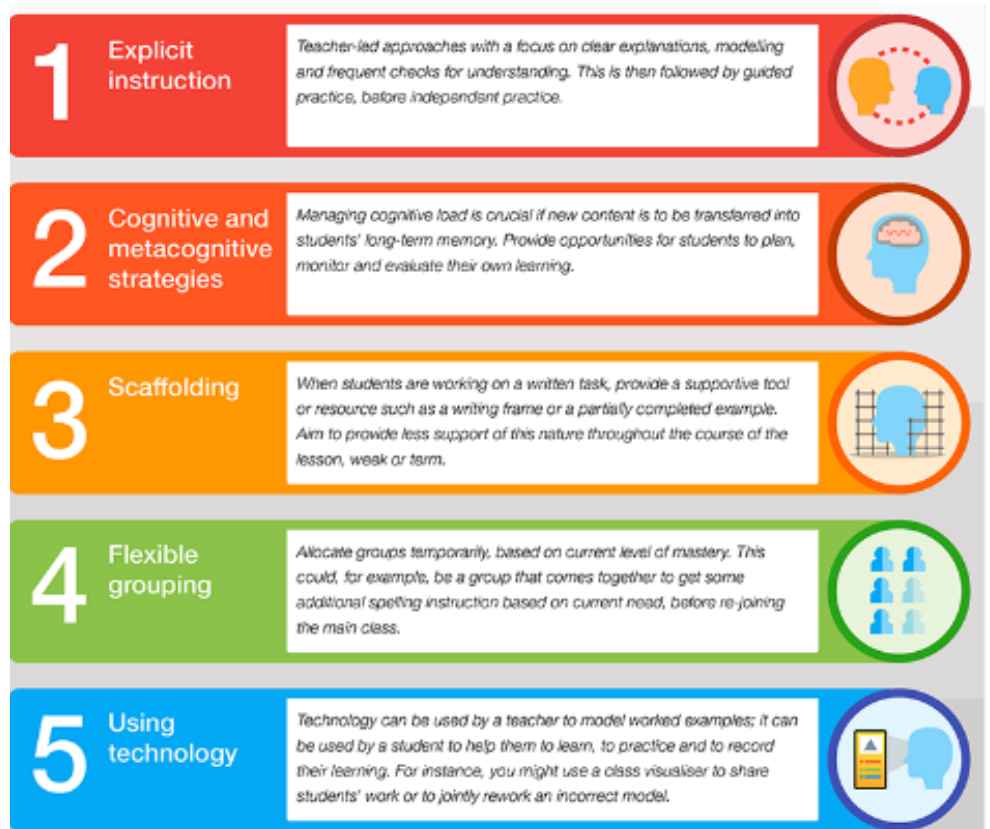 1
Explicit
instruction
Teacher-led approaches with a focus on clear explanations, modelling
and frequent checks for understanding. This is then followed by guided
practice, before independent practice.
2
Cognitive and
metacognitive
strategies
Managing cognitive load is crucial if new content is to be transferred into
students' long-term memory. Provide opportunities for students to plan,
monitor and evaluate their own learning.
3
Scaffolding
When students are working on a written task, provide a supportive tool
or resource such as a writing frame or a partially completed example.
Aim to provide less support of this nature throughout the course of the
lesson, week or term.
4
Flexible
grouping
Allocate groups temporarily, based on current level of mastery. This
could, for example, be a group that comes together to get some
additional spelling instruction based on current need, before re-joining
the main class.
5
Using
technology
Technology can be used by a teacher to model worked examples; it can
be used by a student to help them to learn, to practice and to record
their learning. For instance, you might use a class visualiser to share
students' work or to jointly rework an incorrect model.